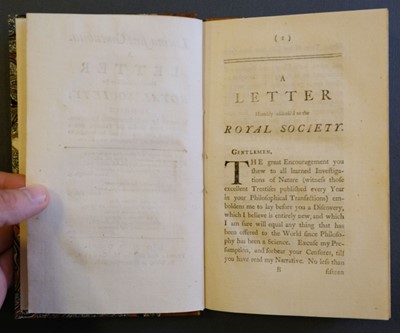 ( 1 )
A
LETTER
Humbly address'd to the
ROYAL SOCIETY.
GENTLEMEN,
THE great Encouragement you
shew to all learned Investiga-
tions of Nature (witness those
excellent Treatises published every Year
in your Philosophical Transactions) em-
boldens me to lay before you a Discovery,
which I believe is entirely new, and which
I am sure will equal any thing that has
been offered to the World since Philoso-
phy has been a Science. Excuse my Pre-
sumption, and forbear your Censures, till
you have read my Narrative. No less than
B
fifteen